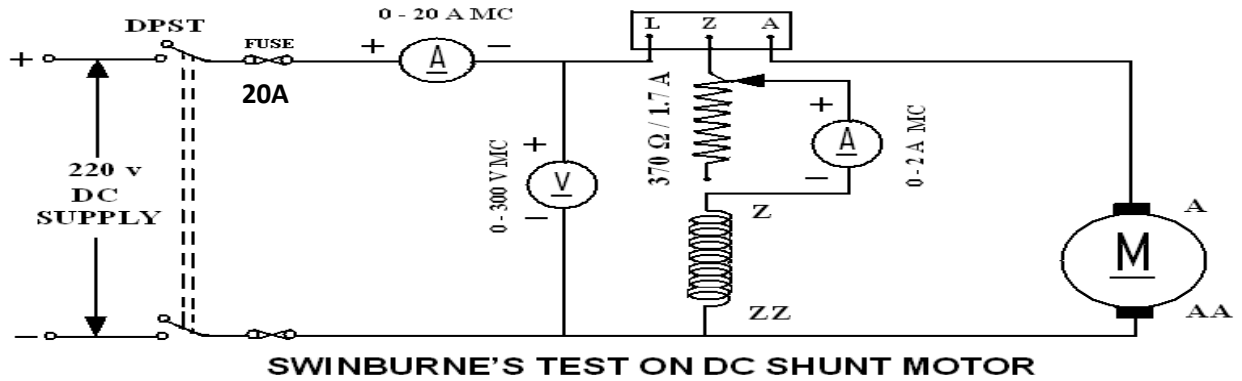 0 - 20 A MC
DPST
FUSE
20A
+
+
A
-
L Z A
370 Ω / 1.7 A
+
A
-
0 - 2 A MC
220 v
DC
SUPPLY
0 - 300 V MC
+
V
-
Z
ZZ
A
M
AA
-
SWINBURNE'S TEST ON DC SHUNT MOTOR